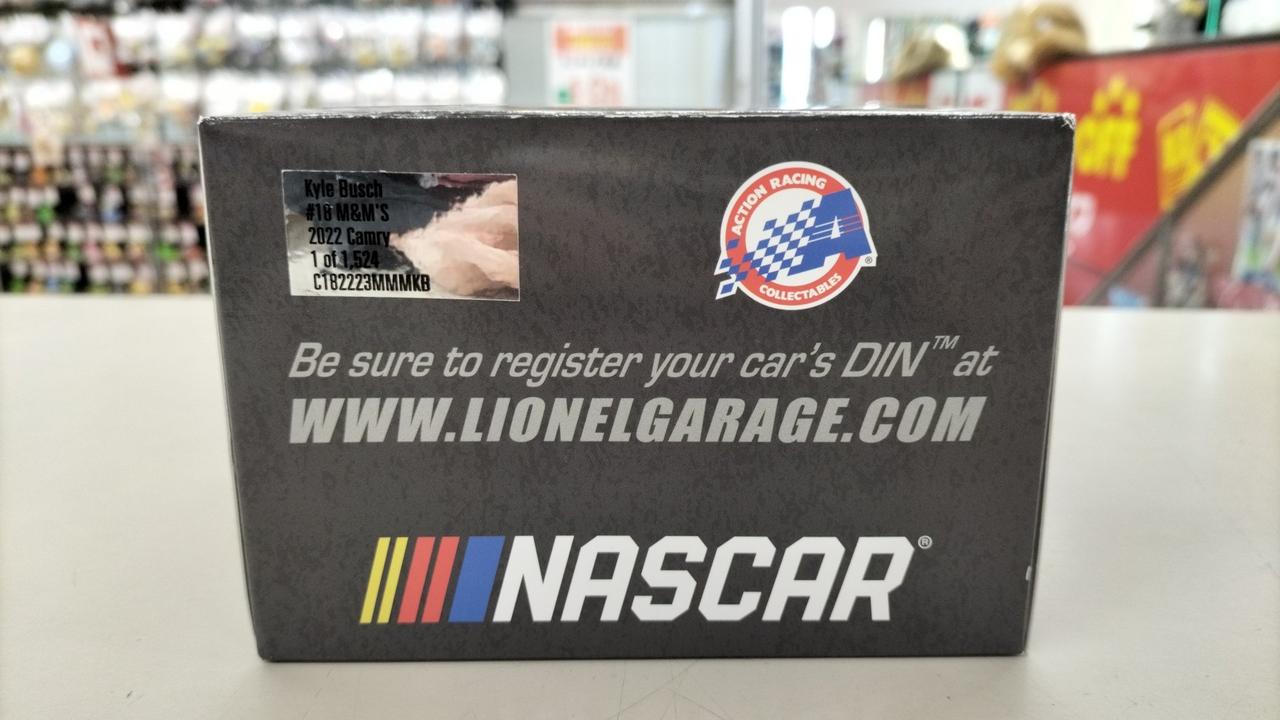 Kyle Busch
#18 M&M'S
2022 Camry
1 of 1,524
C182223MMMKB
ACTION RACING
COLLECTABLES
®
Be sure to register your car's DIN™ at
WWW.LIONELGARAGE.COM
NASCAR®
OFF